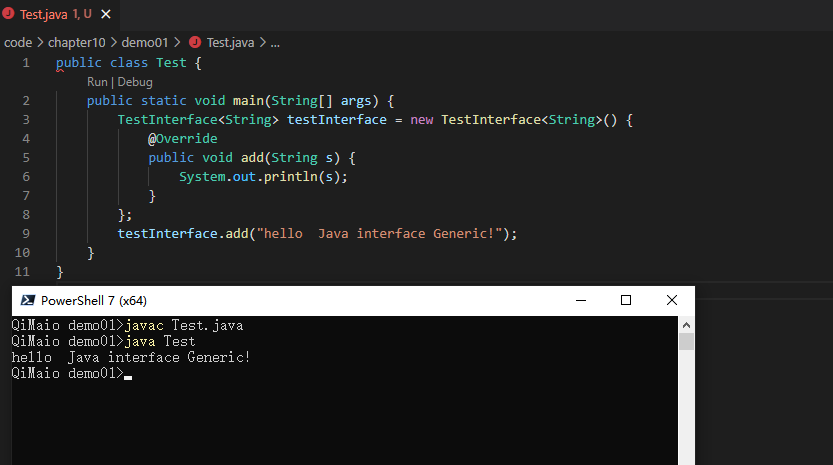 Test.java 1, U
code > chapter10 > demo01 > Test.java > ...
1 public class Test {
Run | Debug
2 public static void main(String[] args) {
3 TestInterface<String> testInterface = new TestInterface<String>() {
4 @Override
5 public void add(String s) {
6 System.out.println(s);
7 }
8 };
9 testInterface.add("hello  Java interface Generic!");
10 }
11 }
PowerShell 7 (x64)
QiMaio demo01>javac Test.java
QiMaio demo01>java Test
hello  Java interface Generic!
QiMaio demo01>